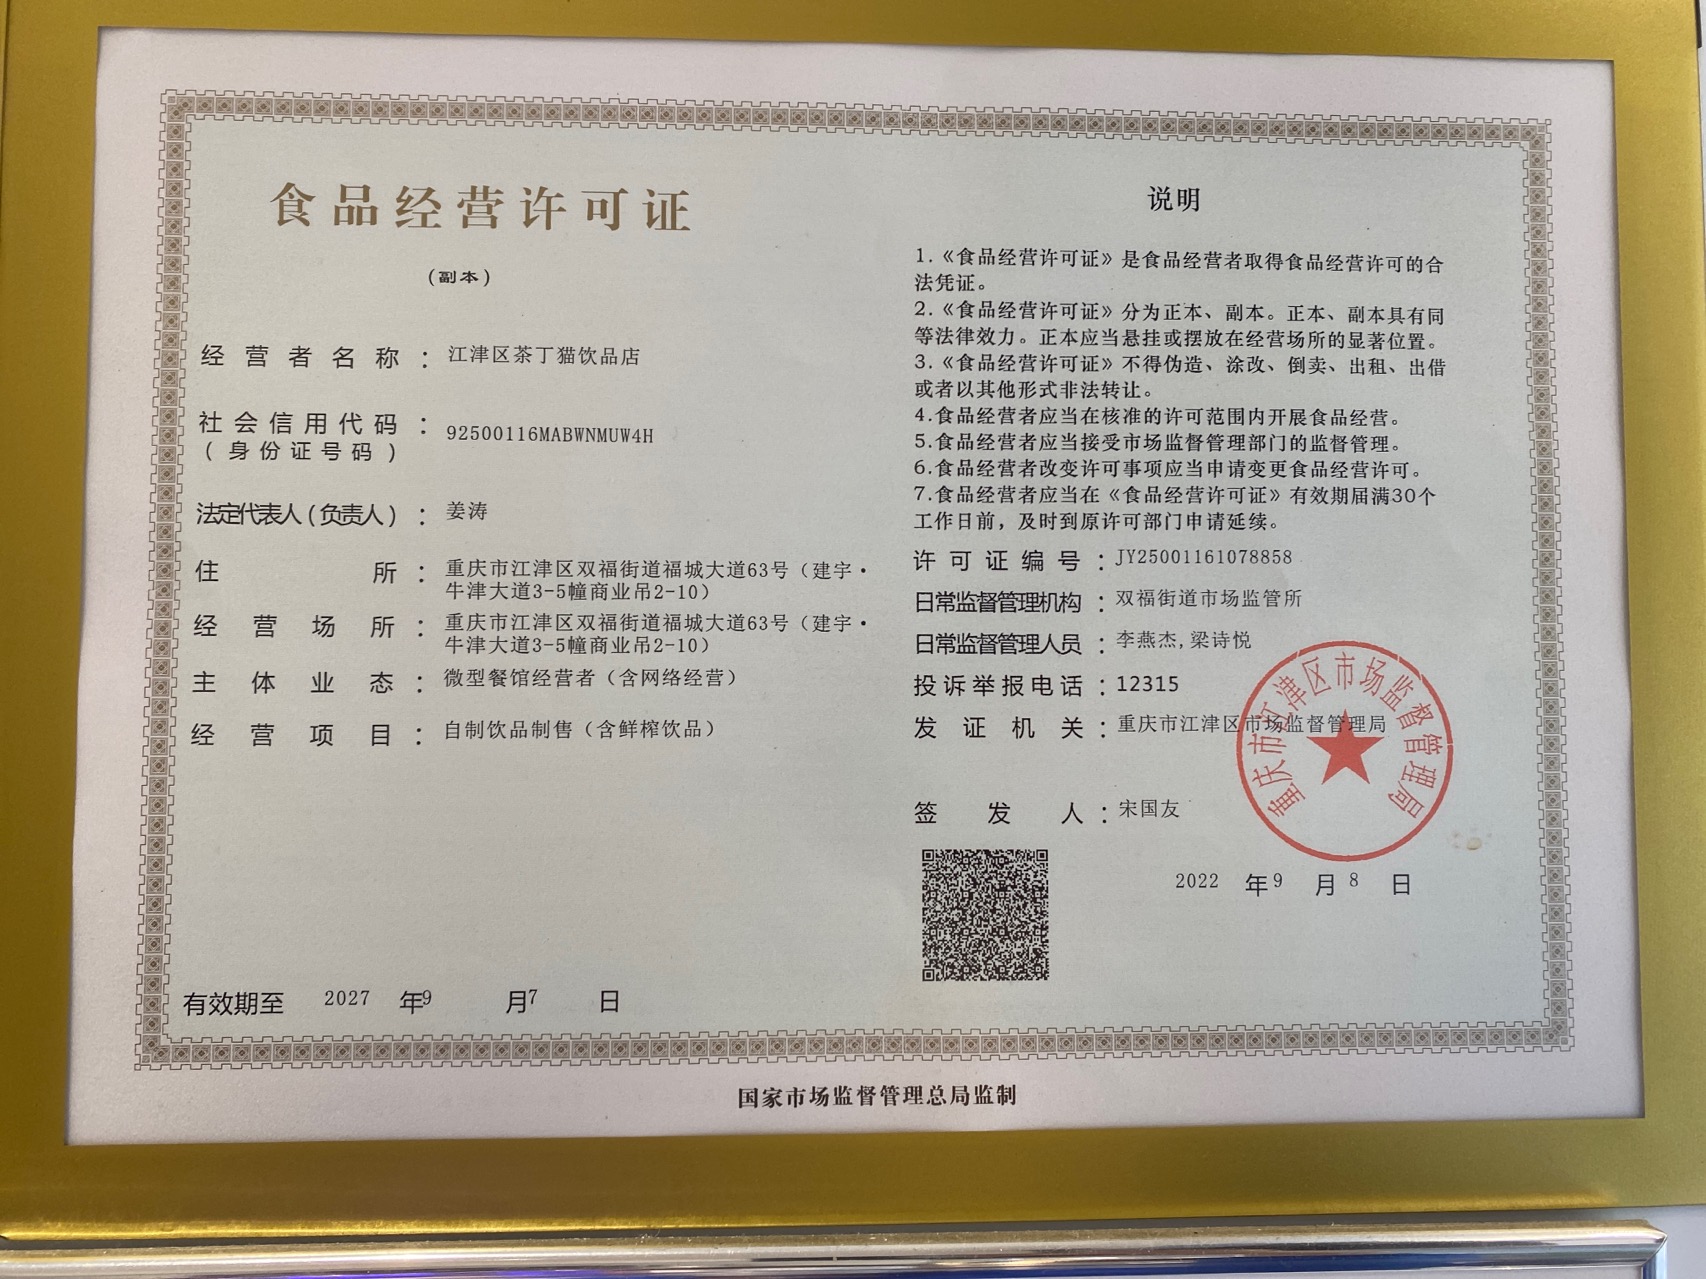 食品经营许可证
(副本)
经营者名称：江津区茶丁猫饮品店
社会信用代码：92500116MABWNMUW4H
(身份证号码)
法定代表人(负责人)：姜涛
住所：重庆市江津区双福街道福城大道63号（建宇·
牛津大道3-5幢商业吊2-10）
经营场所：重庆市江津区双福街道福城大道63号（建宇·
牛津大道3-5幢商业吊2-10）
主体业态：微型餐馆经营者（含网络经营）
经营项目：自制饮品制售（含鲜榨饮品）
有效期至 2027 年9 月7 日
说明
1.《食品经营许可证》是食品经营者取得食品经营许可的合
法凭证。
2.《食品经营许可证》分为正本、副本。正本、副本具有同
等法律效力。正本应当悬挂或摆放在经营场所的显著位置。
3.《食品经营许可证》不得伪造、涂改、倒卖、出租、出借
或者以其他形式非法转让。
4.食品经营者应当在核准的许可范围内开展食品经营。
5.食品经营者应当接受市场监督管理部门的监督管理。
6.食品经营者改变许可事项应当申请变更食品经营许可。
7.食品经营者应当在《食品经营许可证》有效期届满30个
工作日前，及时到原许可部门申请延续。
许可证编号：JY25001161078858
日常监督管理机构：双福街道市场监管所
日常监督管理人员：李燕杰,梁诗悦
投诉举报电话：12315
发证机关：重庆市江津区市场监督管理局
签发人：宋国友
重庆市江津区市场监督管理局
2022 年9 月8 日
国家市场监督管理总局监制